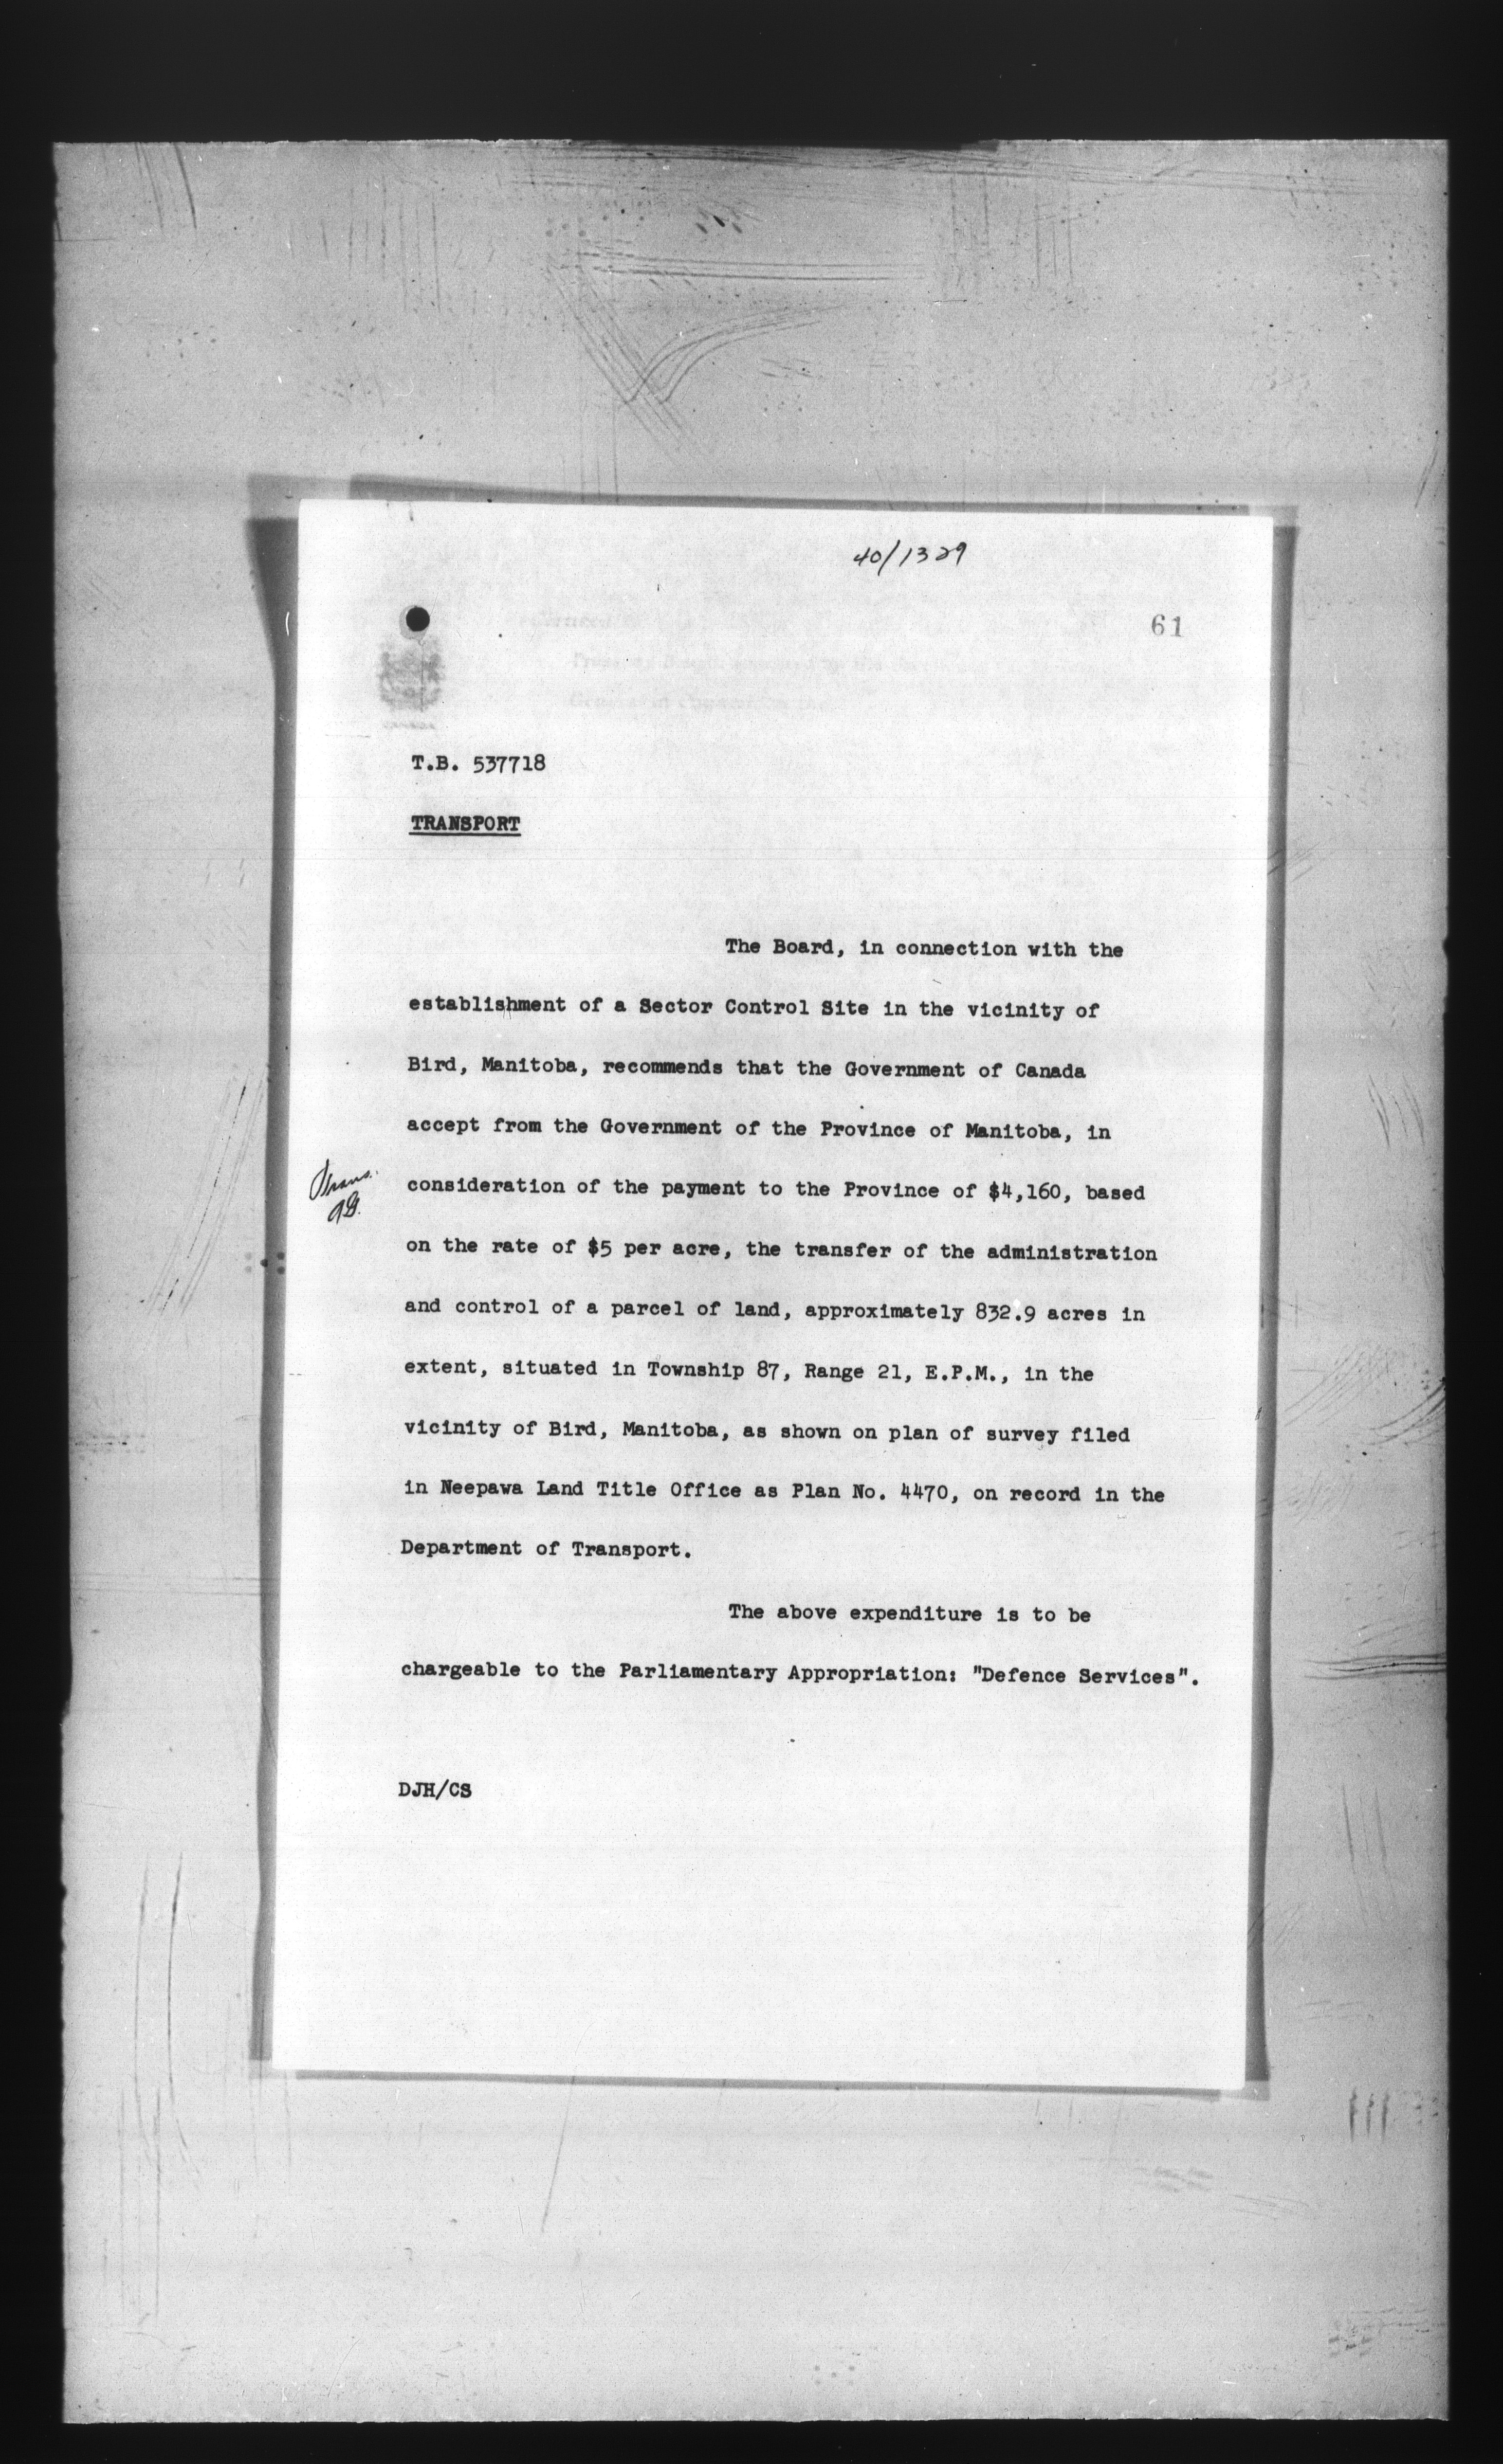 40/1329
61
T.B. 537718
TRANSPORT
The Board, in connection with the
establishment of a Sector Control Site in the vicinity of
Bird, Manitoba, recommends that the Government of Canada
accept from the Government of the Province of Manitoba, in
consideration of the payment to the Province of $4,160, based
on the rate of $5 per acre, the transfer of the administration
and control of a parcel of land, approximately 832.9 acres in
extent, situated in Township 87, Range 21, E.P.M., in the
vicinity of Bird, Manitoba, as shown on plan of survey filed
in Neepawa Land Title Office as Plan No. 4470, on record in the
Department of Transport.
Trans.
The above expenditure is to be
chargeable to the Parliamentary Appropriation: "Defence Services".
DJH/CS